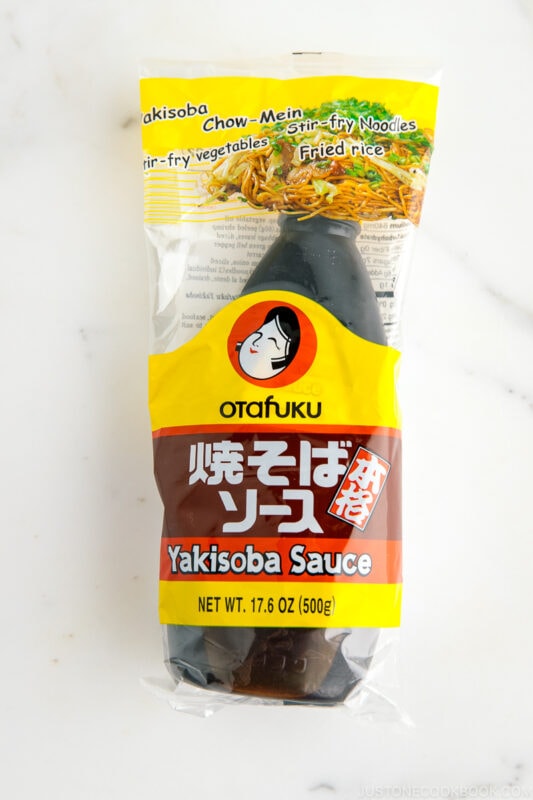 akisoba
Chow-Mein
Stir-fry Noodles
tir-fry vegetables
Fried rice
OTAFUKU
焼そば
ソース
本格
Yakisoba Sauce
NET WT. 17.6 OZ (500g)
JUSTONECOOKBOOK.COM